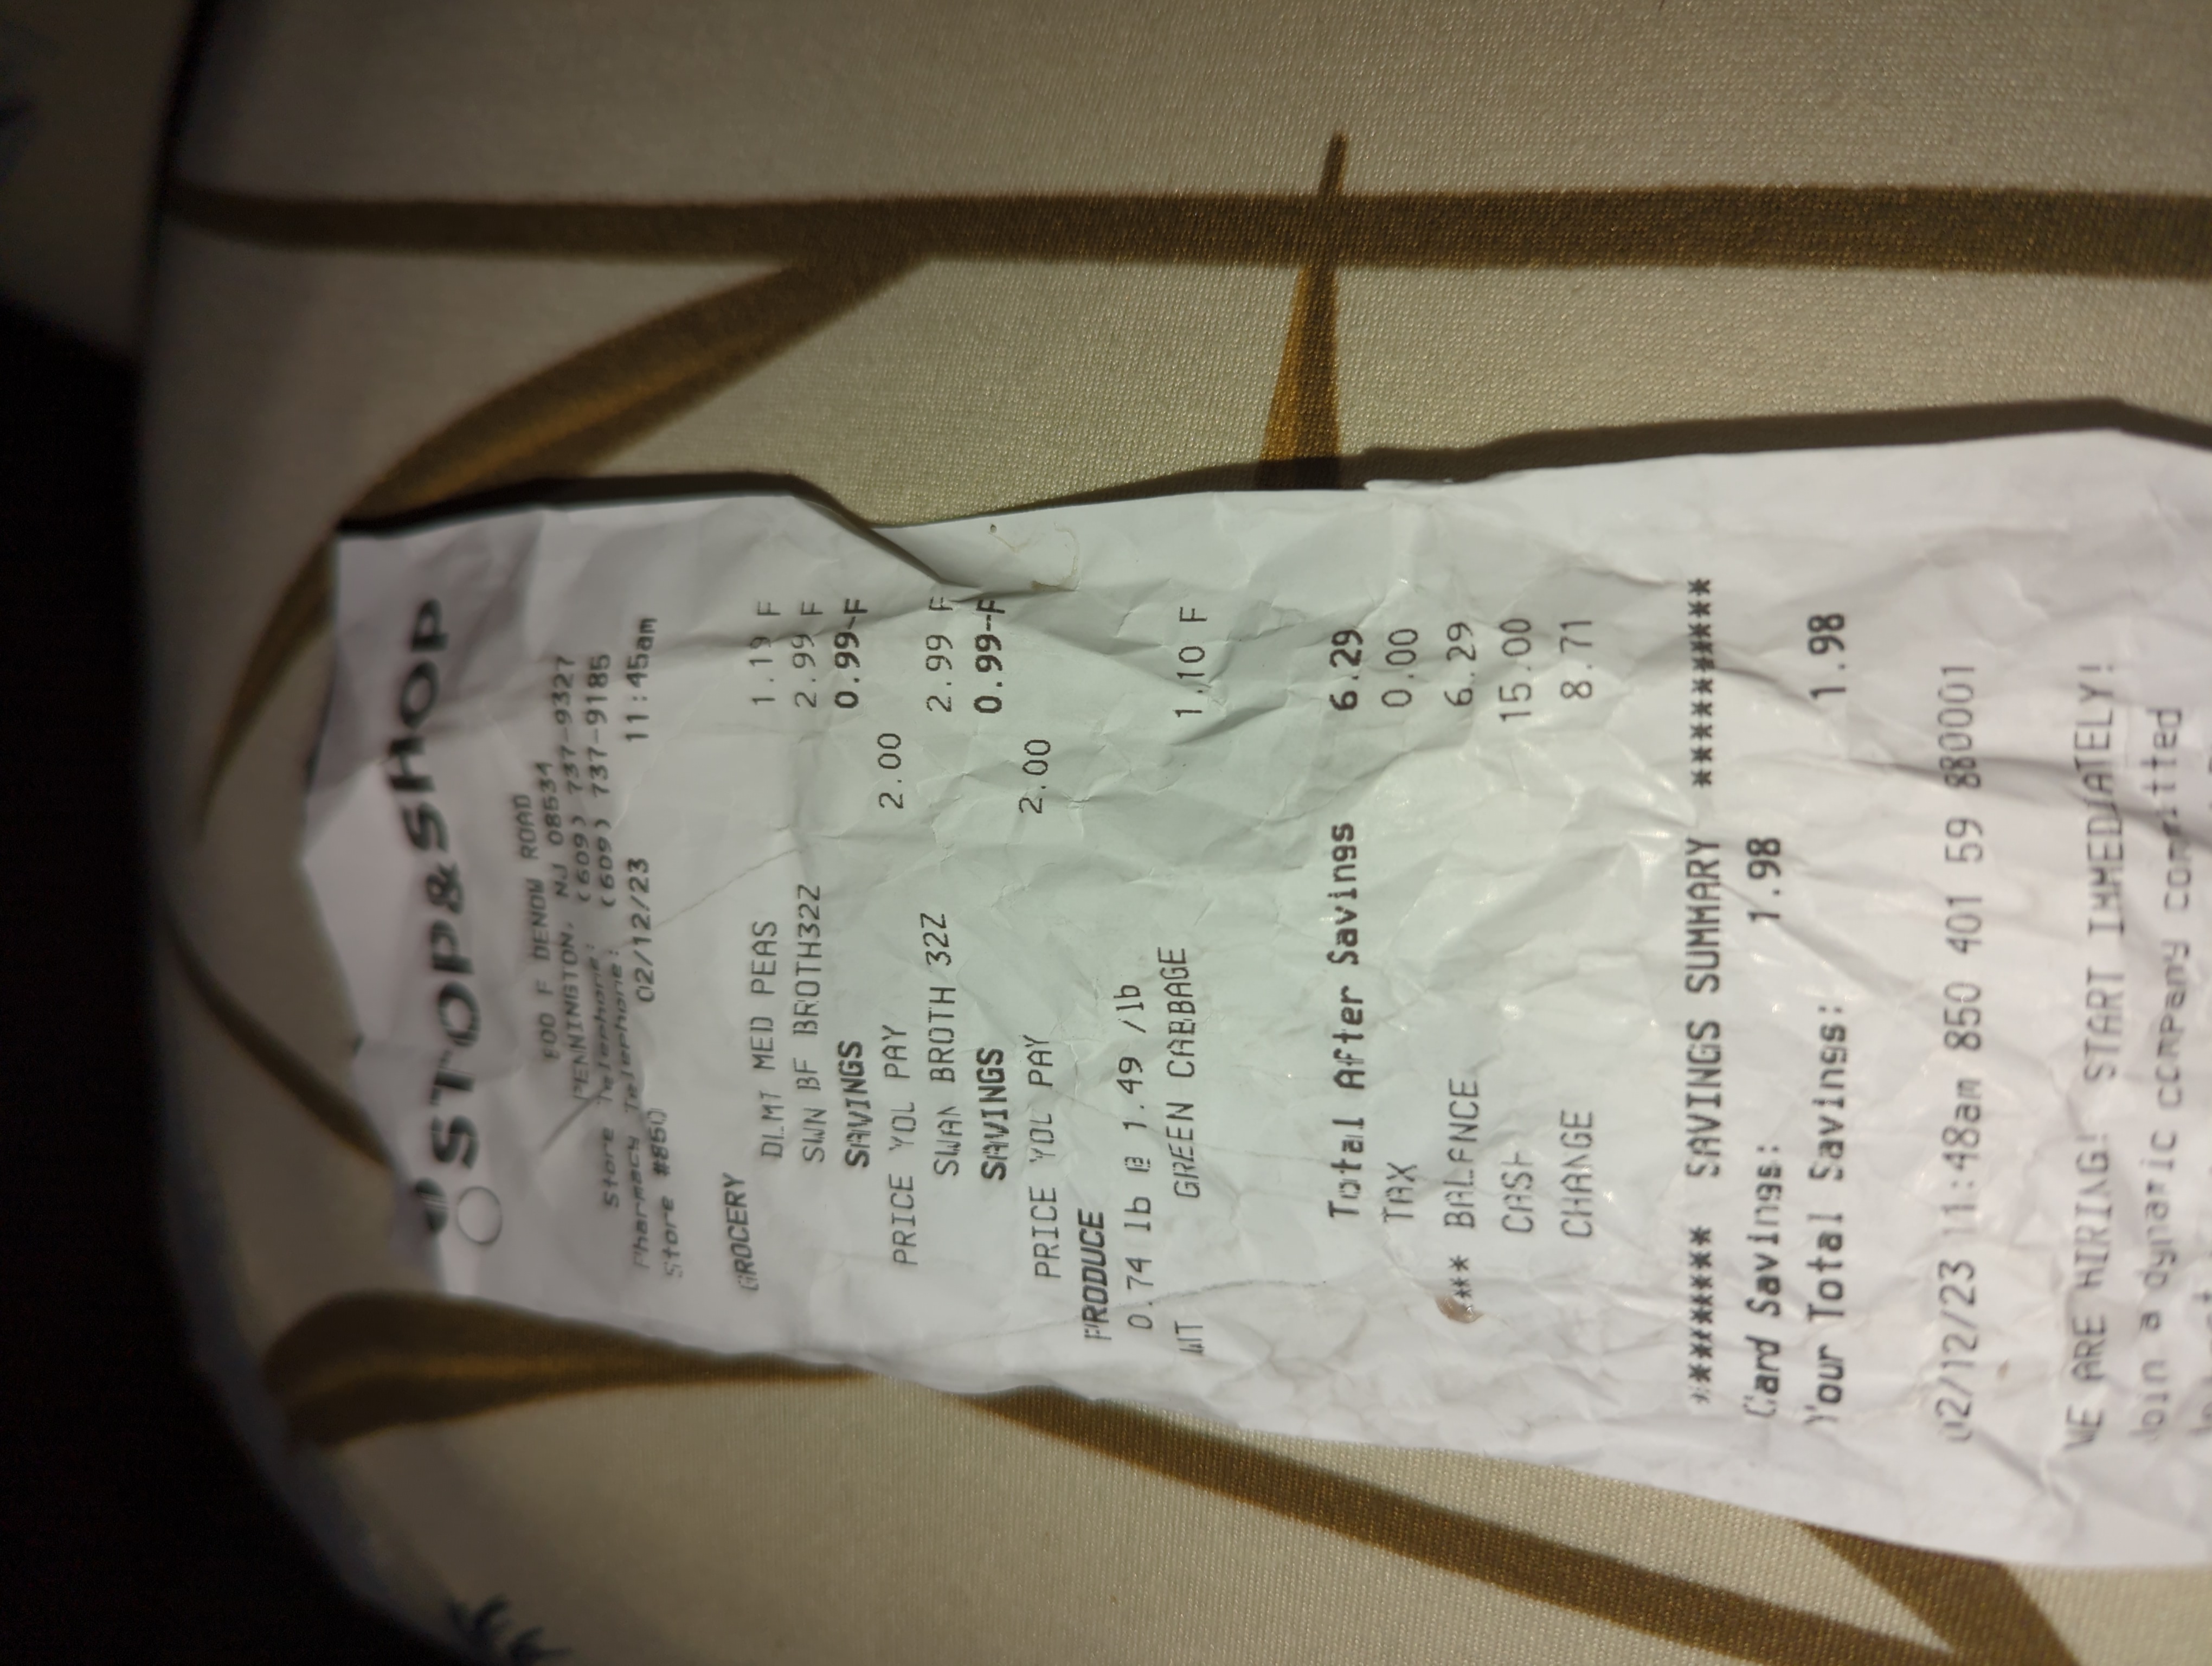 STOP&SHOP
800 F DENOW ROAD
PENNINGTON, NJ 08534
Store Telephone: (609) 737-9327
Pharmacy Telephone: (609) 737-9185
Store #850 02/12/23 11:45am
GROCERY
DLMT MED PEAS 1.19 F
SWN BF BROTH32Z 2.99 F
SAVINGS 0.99-F
PRICE YOU PAY 2.00
SWAN BROTH 32Z 2.99 F
SAVINGS 0.99-F
PRICE YOU PAY 2.00
PRODUCE
0.74 lb @ 1.49 /lb
WT GREEN CABBAGE 1.10 F
Total After Savings 6.29
TAX 0.00
*** BALANCE 6.29
CASH 15.00
CHANGE 8.71
******** SAVINGS SUMMARY *********
Card Savings: 1.98
Your Total Savings: 1.98
02/12/23 11:48am 850 401 59 880001
WE ARE HIRING! START IMMEDIATELY!
Join a dynamic company committed